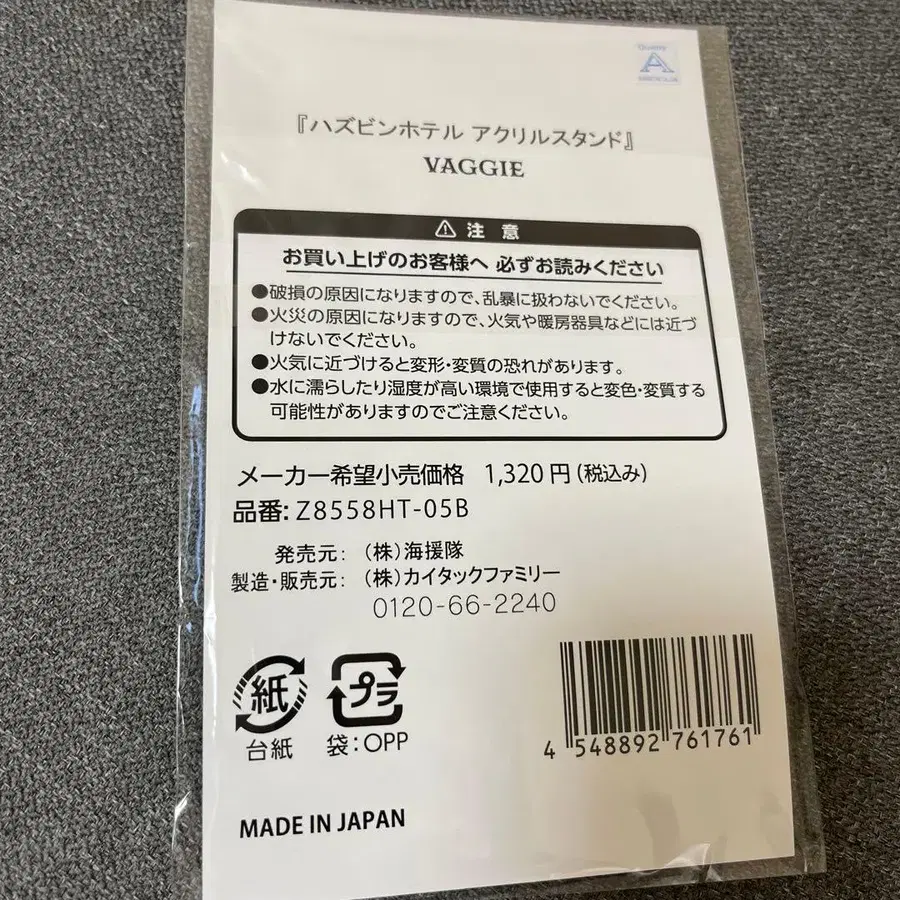 A
『ハズビンホテル アクリルスタンド』
VAGGIE
⚠ 注 意
お買い上げのお客様へ 必ずお読みください
●破損の原因になりますので、乱暴に扱わないでください。
●火災の原因になりますので、火気や暖房器具などには近づ
けないでください。
●火気に近づけると変形・変質の恐れがあります。
●水に濡らしたり湿度が高い環境で使用すると変色・変質する
可能性がありますのでご注意ください。
メーカー希望小売価格 1,320円(税込み)
品番:Z8558HT-05B
発売元: (株)海援隊
製造・販売元: (株)カイタックファミリー
0120-66-2240
紙 プラ
台紙 袋:OPP
4 548892 761761
MADE IN JAPAN